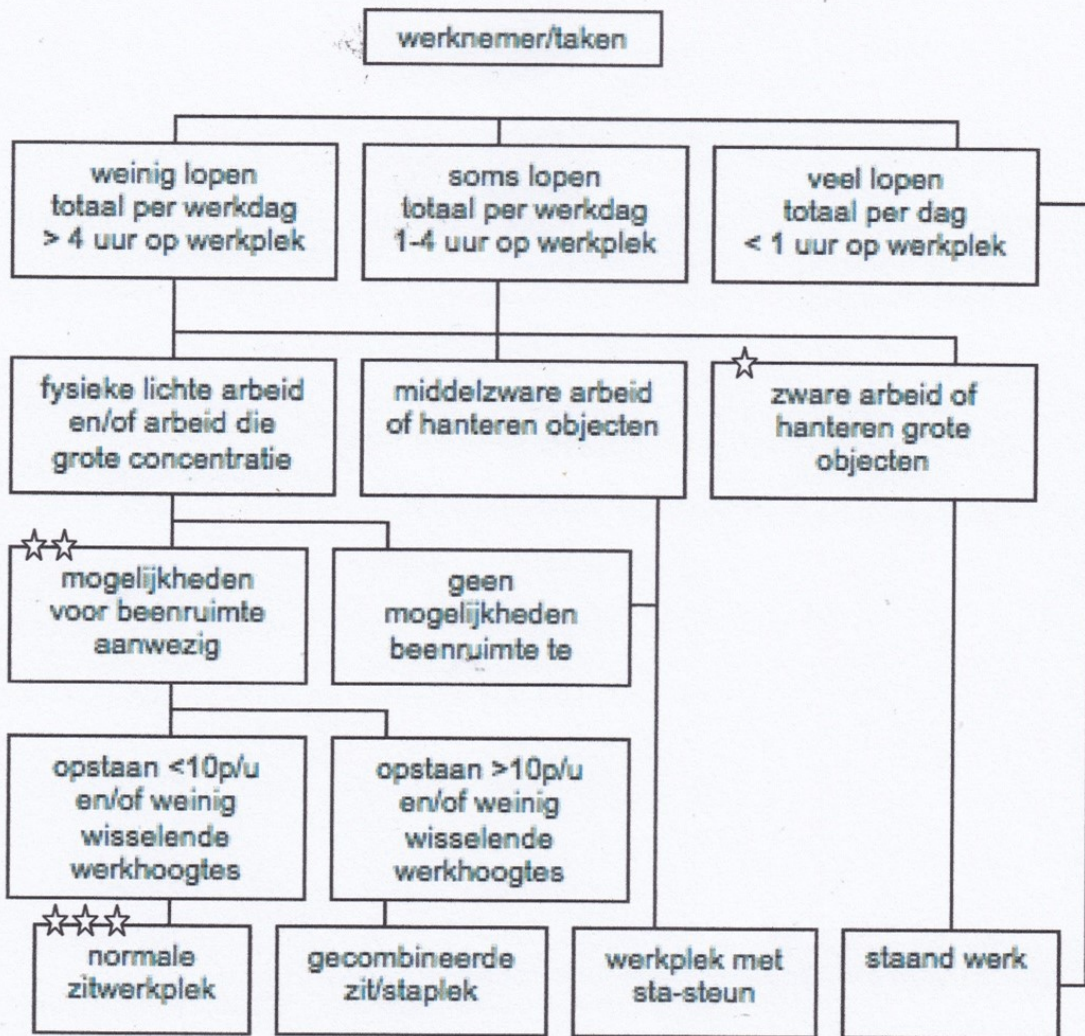 werknemer/taken
weinig lopen
totaal per werkdag
> 4 uur op werkplek
soms lopen
totaal per werkdag
1-4 uur op werkplek
veel lopen
totaal per dag
< 1 uur op werkplek
fysieke lichte arbeid
en/of arbeid die
grote concentratie
middelzware arbeid
of hanteren objecten
zware arbeid of
hanteren grote
objecten
mogelijkheden
voor beenruimte
aanwezig
geen
mogelijkheden
beenruimte te
opstaan <10p/u
en/of weinig
wisselende
werkhoogtes
opstaan >10p/u
en/of weinig
wisselende
werkhoogtes
normale
zitwerkplek
gecombineerde
zit/staplek
werkplek met
sta-steun
staand werk